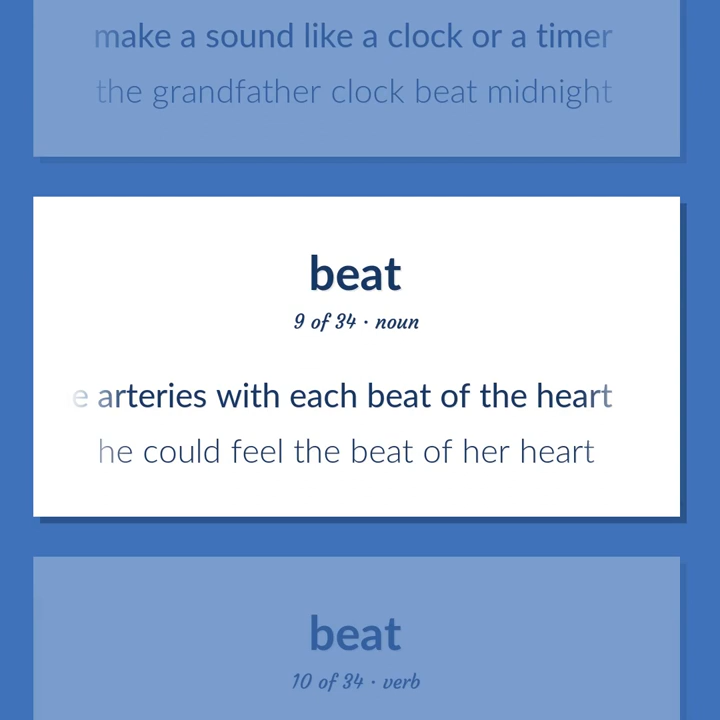 make a sound like a clock or a timer
the grandfather clock beat midnight
beat
9 of 34 · noun
e arteries with each beat of the heart
he could feel the beat of her heart
beat
10 of 34 · verb